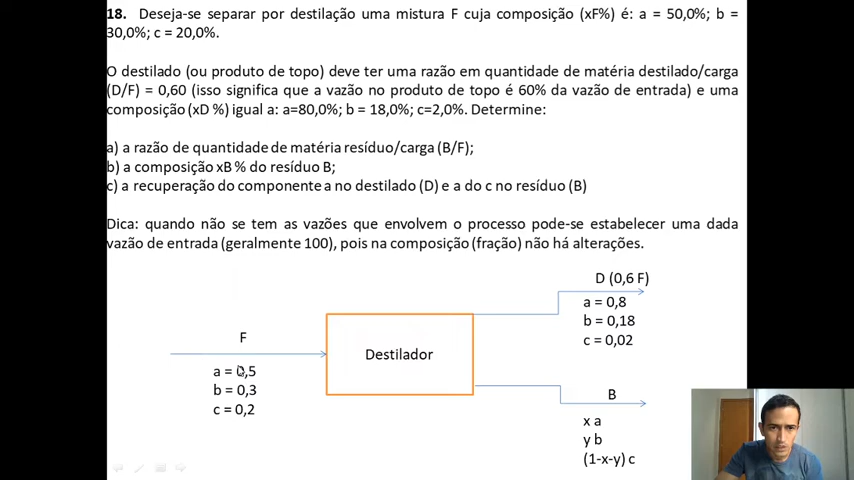 18. Deseja-se separar por destilação uma mistura F cuja composição (xF%) é: a = 50,0%; b =
30,0%; c = 20,0%.
O destilado (ou produto de topo) deve ter uma razão em quantidade de matéria destilado/carga
(D/F) = 0,60 (isso significa que a vazão no produto de topo é 60% da vazão de entrada) e uma
composição (xD %) igual a: a=80,0%; b = 18,0%; c=2,0%. Determine:
a) a razão de quantidade de matéria resíduo/carga (B/F);
b) a composição xB % do resíduo B;
c) a recuperação do componente a no destilado (D) e a do c no resíduo (B)
Dica: quando não se tem as vazões que envolvem o processo pode-se estabelecer uma dada
vazão de entrada (geralmente 100), pois na composição (fração) não há alterações.
D (0,6 F)
a = 0,8
b = 0,18
c = 0,02
F
Destilador
a = 0,5
b = 0,3
c = 0,2
B
x a
y b
(1-x-y) c